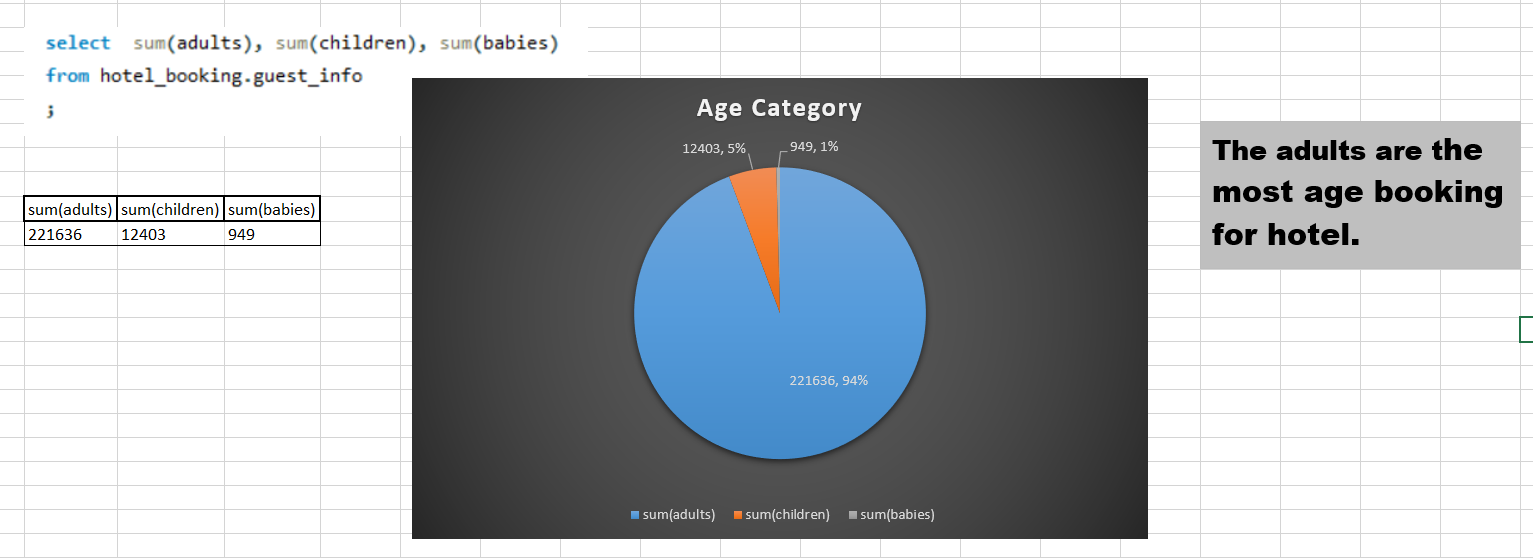 select  sum(adults), sum(children), sum(babies)
from hotel_booking.guest_info
;
sum(adults) sum(children) sum(babies)
221636 12403 949
Age Category
12403, 5%
949, 1%
221636, 94%
sum(adults) sum(children) sum(babies)
The adults are the
most age booking
for hotel.